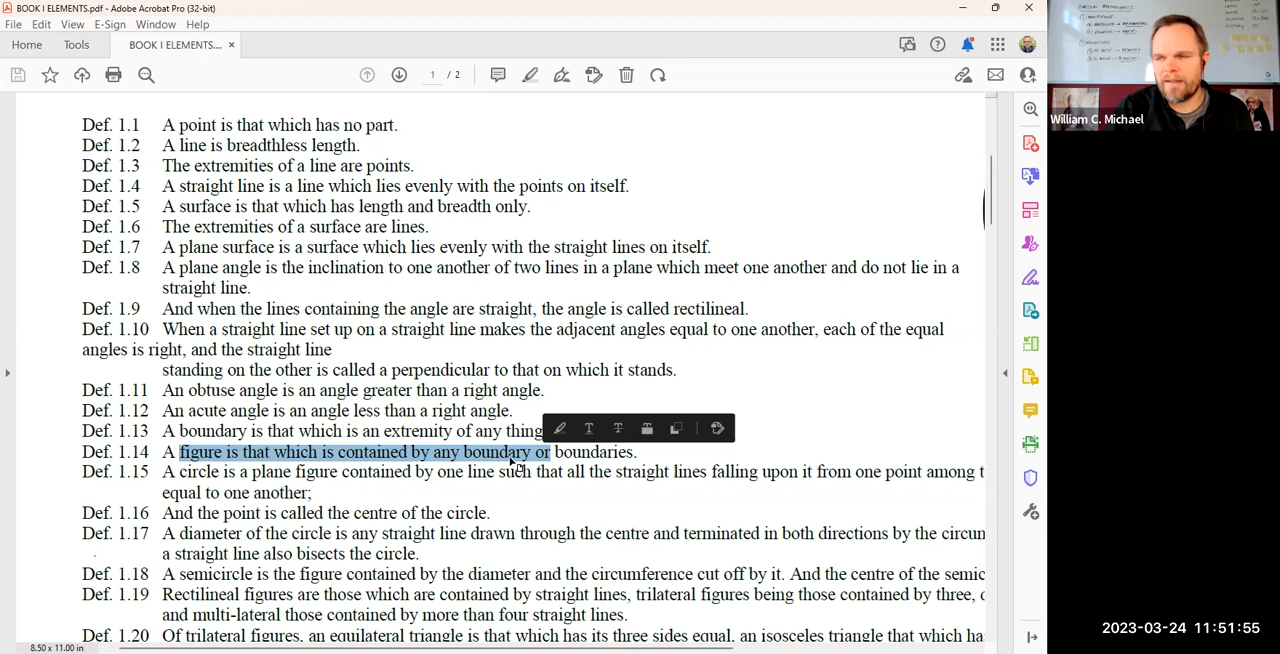 BOOK I ELEMENTS.pdf - Adobe Acrobat Pro (32-bit)
File Edit View E-Sign Window Help
Home Tools BOOK I ELEMENTS.... ×
1 / 2
Def. 1.1 A point is that which has no part.
Def. 1.2 A line is breadthless length.
Def. 1.3 The extremities of a line are points.
Def. 1.4 A straight line is a line which lies evenly with the points on itself.
Def. 1.5 A surface is that which has length and breadth only.
Def. 1.6 The extremities of a surface are lines.
Def. 1.7 A plane surface is a surface which lies evenly with the straight lines on itself.
Def. 1.8 A plane angle is the inclination to one another of two lines in a plane which meet one another and do not lie in a
straight line.
Def. 1.9 And when the lines containing the angle are straight, the angle is called rectilineal.
Def. 1.10 When a straight line set up on a straight line makes the adjacent angles equal to one another, each of the equal
angles is right, and the straight line
standing on the other is called a perpendicular to that on which it stands.
Def. 1.11 An obtuse angle is an angle greater than a right angle.
Def. 1.12 An acute angle is an angle less than a right angle.
Def. 1.13 A boundary is that which is an extremity of any thing
Def. 1.14 A figure is that which is contained by any boundary or boundaries.
Def. 1.15 A circle is a plane figure contained by one line such that all the straight lines falling upon it from one point among t
equal to one another;
Def. 1.16 And the point is called the centre of the circle.
Def. 1.17 A diameter of the circle is any straight line drawn through the centre and terminated in both directions by the circun
a straight line also bisects the circle.
Def. 1.18 A semicircle is the figure contained by the diameter and the circumference cut off by it. And the centre of the semic
Def. 1.19 Rectilineal figures are those which are contained by straight lines, trilateral figures being those contained by three,
and multi-lateral those contained by more than four straight lines.
Def. 1.20 Of trilateral figures, an equilateral triangle is that which has its three sides equal, an isosceles triangle that which ha
8.50 x 11.00 in
William C. Michael
2023-03-24 11:51:55